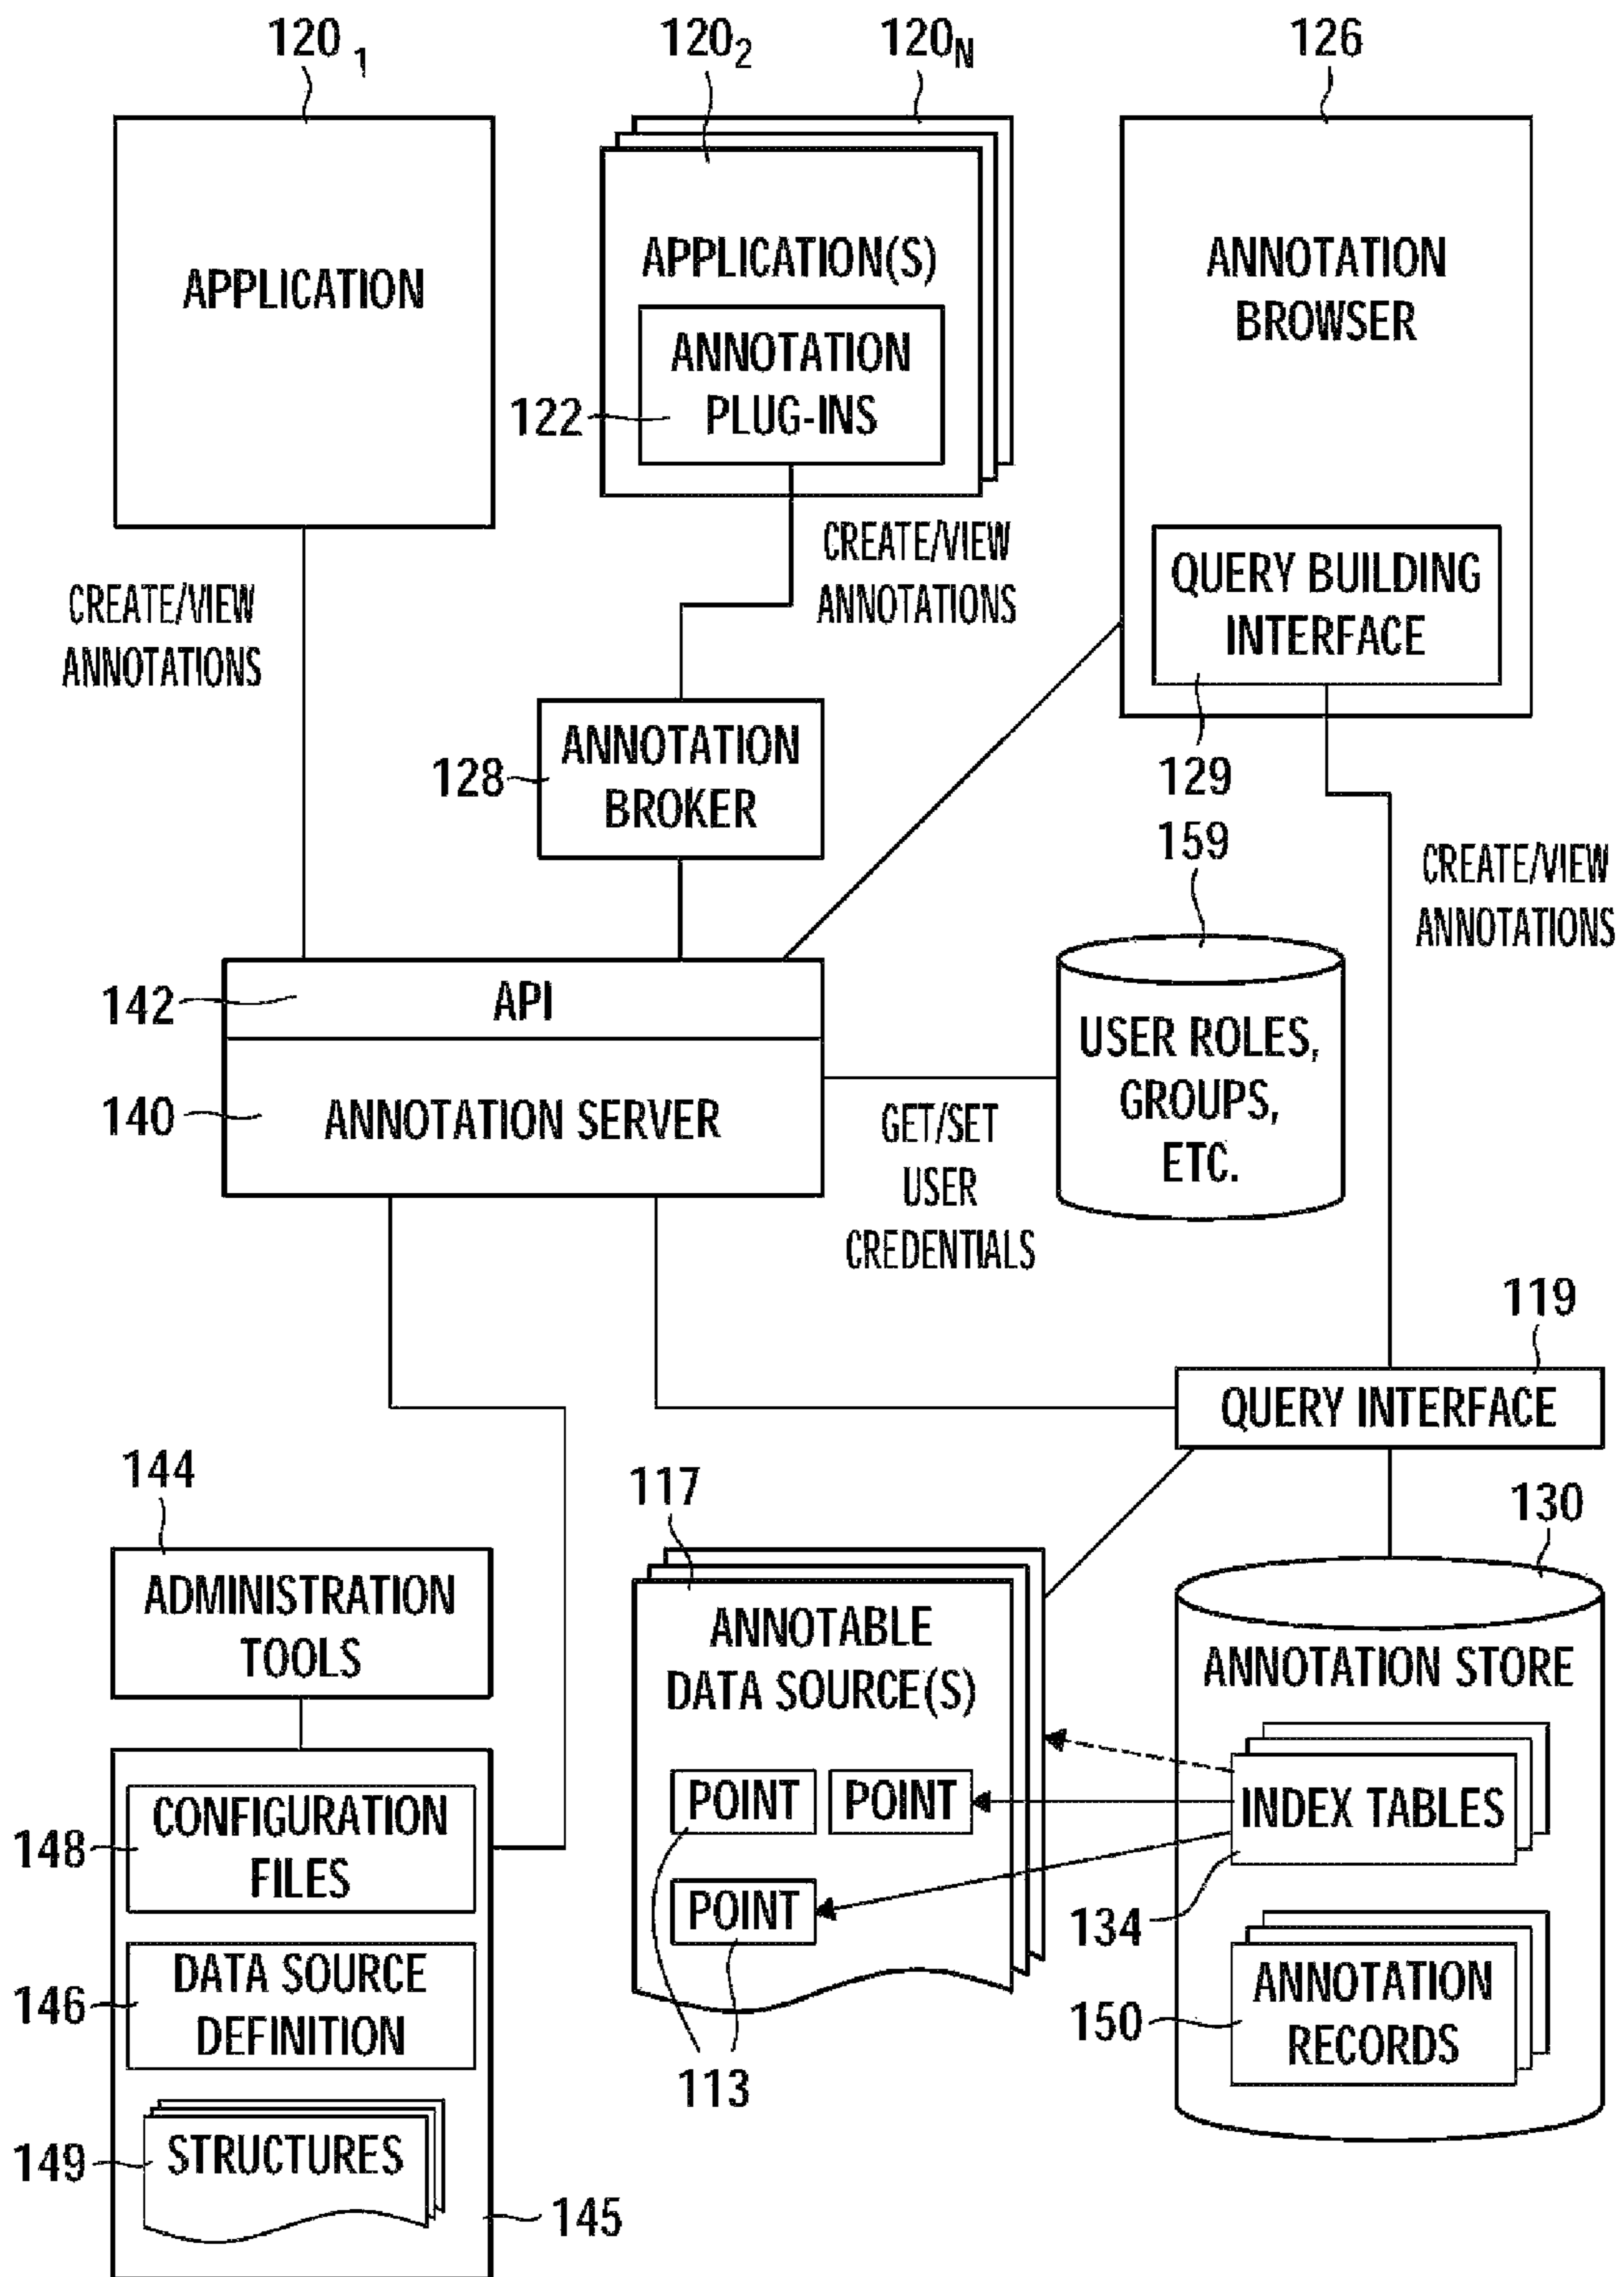 120 1
120 2
120 N
126
APPLICATION
APPLICATION(S)
ANNOTATION
PLUG-INS
122
ANNOTATION
BROWSER
QUERY BUILDING
INTERFACE
129
CREATE/VIEW
ANNOTATIONS
CREATE/VIEW
ANNOTATIONS
128
ANNOTATION
BROKER
159
CREATE/VIEW
ANNOTATIONS
142
API
140
ANNOTATION SERVER
USER ROLES,
GROUPS,
ETC.
GET/SET
USER
CREDENTIALS
119
QUERY INTERFACE
144
ADMINISTRATION
TOOLS
117
ANNOTABLE
DATA SOURCE(S)
POINT
POINT
POINT
113
130
ANNOTATION STORE
INDEX TABLES
134
ANNOTATION
RECORDS
150
148
CONFIGURATION
FILES
146
DATA SOURCE
DEFINITION
149
STRUCTURES
145